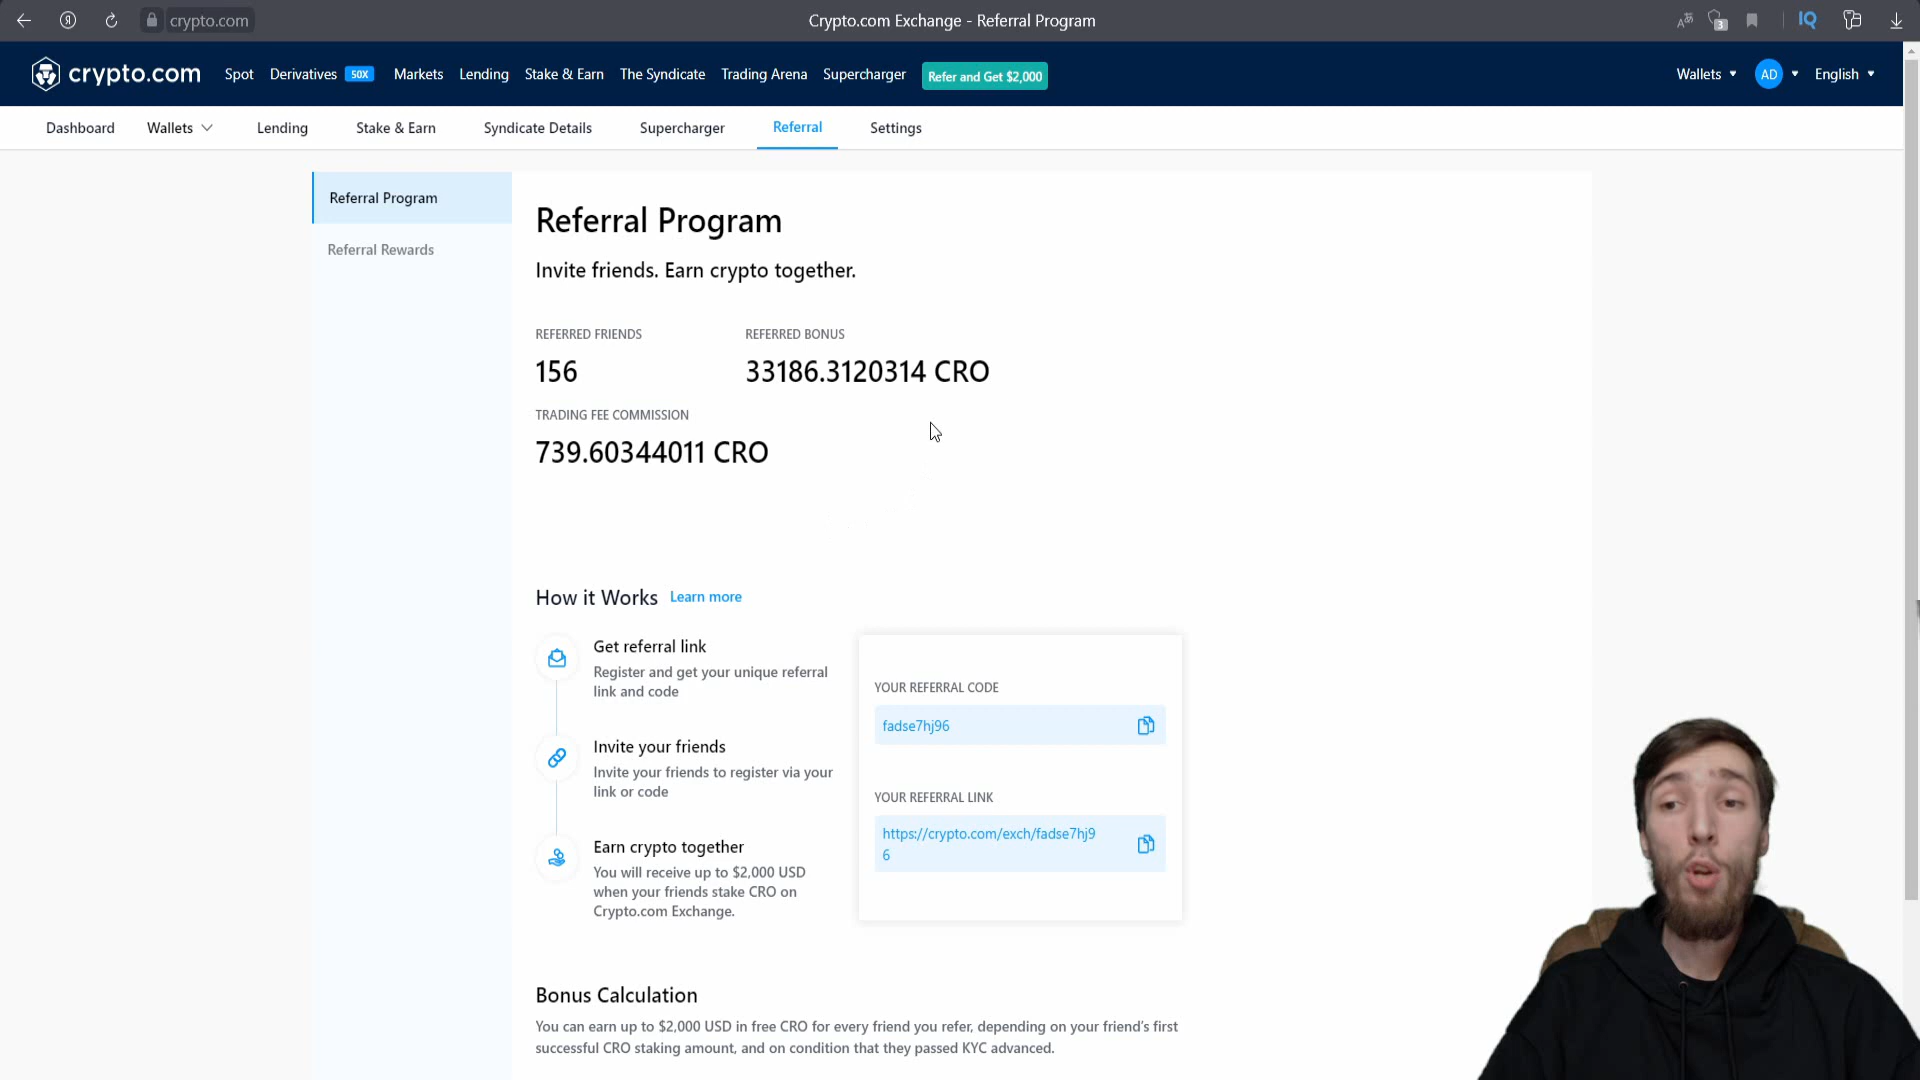 crypto.com
Crypto.com Exchange - Referral Program
3
IQ
crypto.com
Spot
Derivatives 50X
Markets
Lending
Stake & Earn
The Syndicate
Trading Arena
Supercharger
Refer and Get $2,000
Wallets
AD
English
Dashboard
Wallets
Lending
Stake & Earn
Syndicate Details
Supercharger
Referral
Settings
Referral Program
Referral Rewards
Referral Program
Invite friends. Earn crypto together.
REFERRED FRIENDS
156
REFERRED BONUS
33186.3120314 CRO
TRADING FEE COMMISSION
739.60344011 CRO
How it Works Learn more
Get referral link
Register and get your unique referral
link and code
Invite your friends
Invite your friends to register via your
link or code
Earn crypto together
You will receive up to $2,000 USD
when your friends stake CRO on
Crypto.com Exchange.
YOUR REFERRAL CODE
fadse7hj96
YOUR REFERRAL LINK
https://crypto.com/exch/fadse7hj9
6
Bonus Calculation
You can earn up to $2,000 USD in free CRO for every friend you refer, depending on your friend's first
successful CRO staking amount, and on condition that they passed KYC advanced.